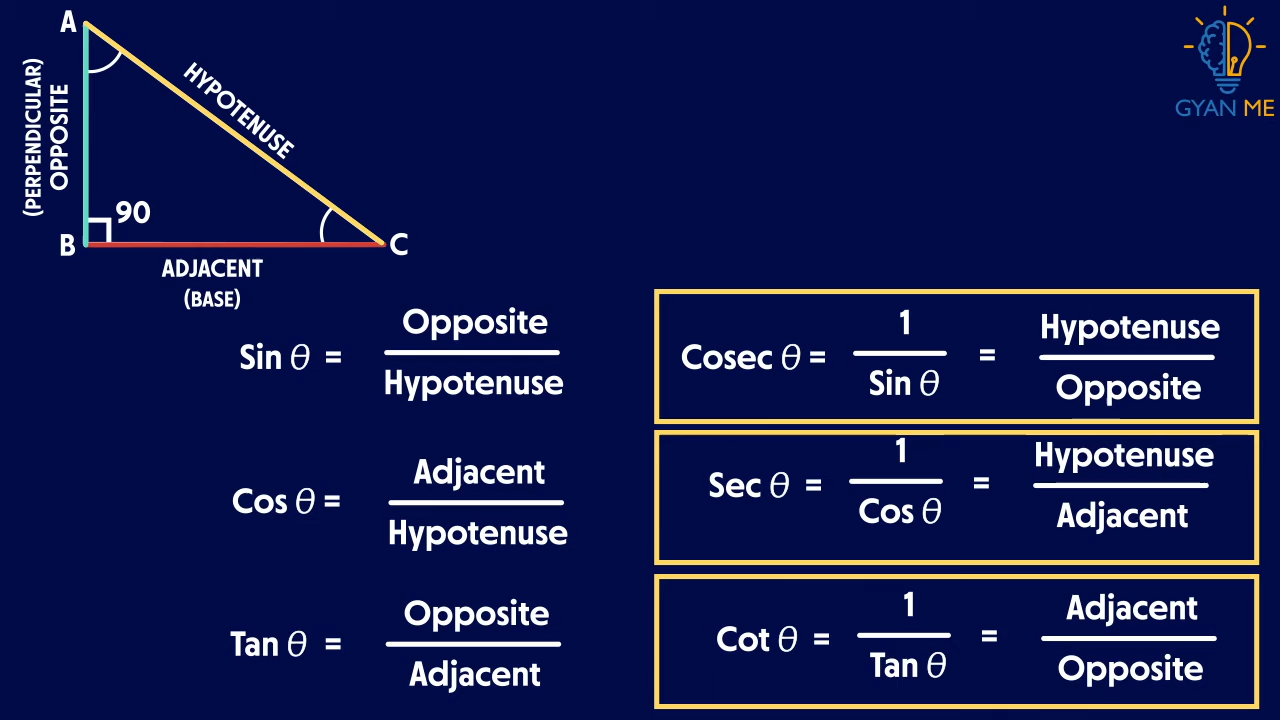 A
(PERPENDICULAR)
OPPOSITE
HYPOTENUSE
90
B
C
ADJACENT
(BASE)
GYAN ME
Sin θ = Opposite / Hypotenuse
Cos θ = Adjacent / Hypotenuse
Tan θ = Opposite / Adjacent
Cosec θ = 1 / Sin θ = Hypotenuse / Opposite
Sec θ = 1 / Cos θ = Hypotenuse / Adjacent
Cot θ = 1 / Tan θ = Adjacent / Opposite